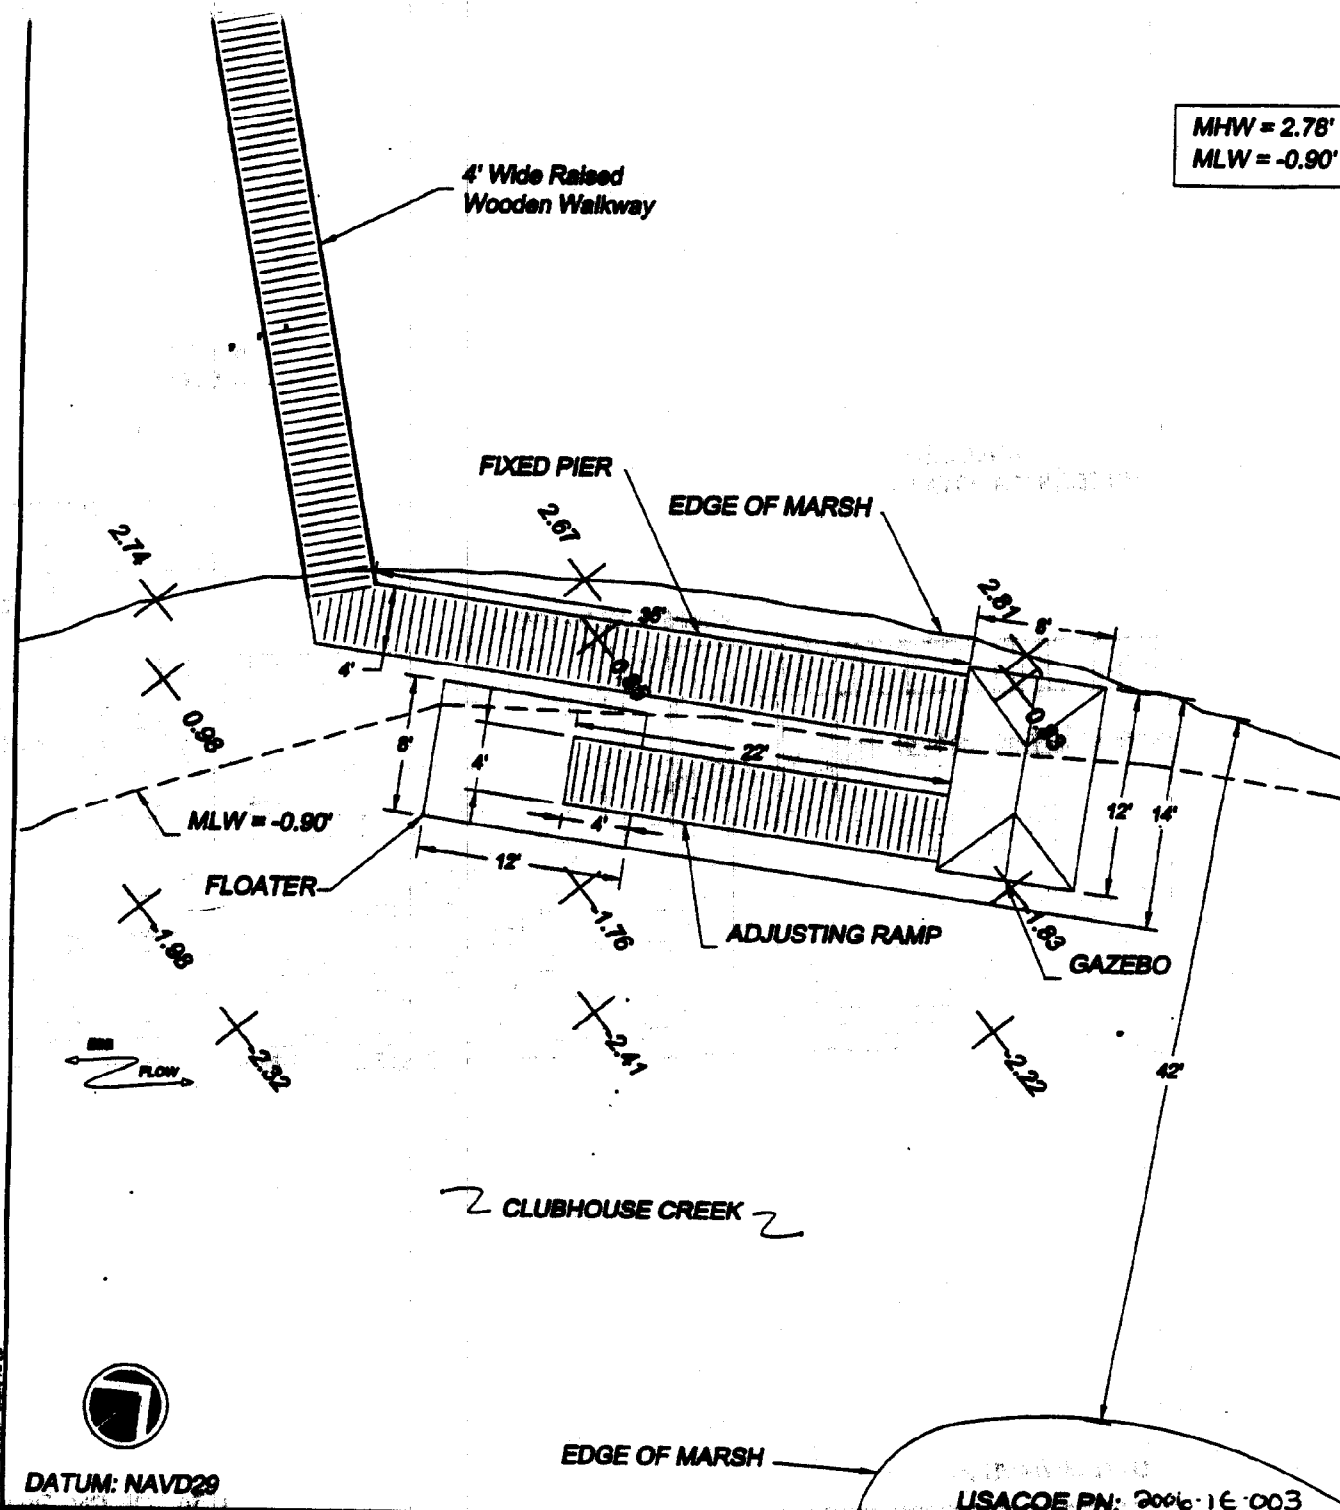 MHW = 2.78'
MLW = -0.90'
4' Wide Raised
Wooden Walkway
FIXED PIER
EDGE OF MARSH
2.74
2.67
2.81
8'
4'
0.98
8'
4'
22'
12'
14'
MLW = -0.90'
4'
12'
FLOATER
-1.98
-1.76
ADJUSTING RAMP
-1.83
GAZEBO
-2.32
-2.41
-2.22
FLOW
42'
CLUBHOUSE CREEK
EDGE OF MARSH
DATUM: NAVD29
USACOE PN: 2006-1E-003